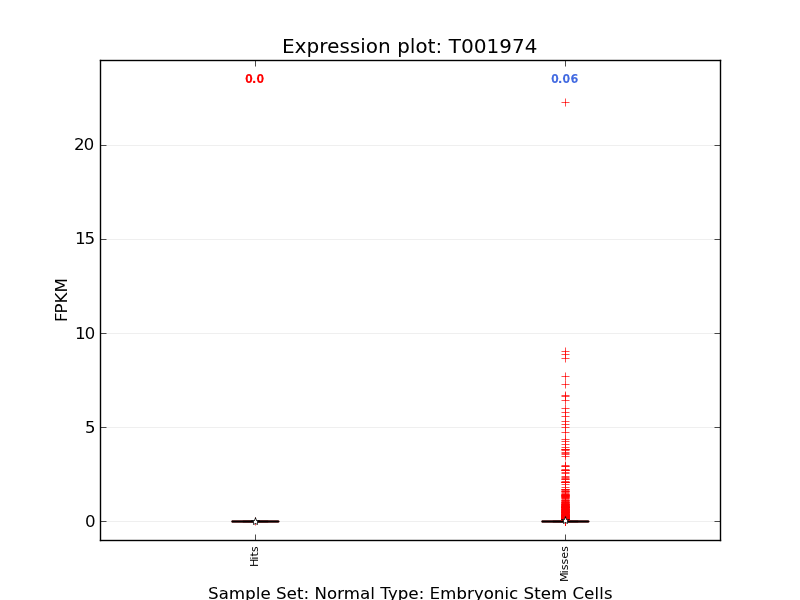 Expression plot: T001974
0.0
0.06
20
15
10
5
0
FPKM
Hits
Misses
Sample Set: Normal Type: Embryonic Stem Cells